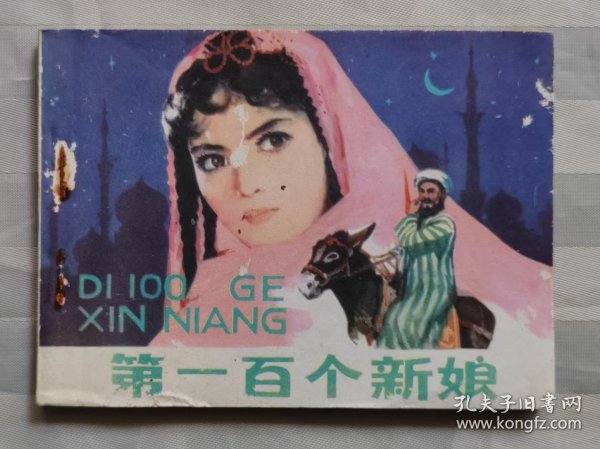 DI 100 GE
XIN NIANG
第一百个新娘
孔夫子旧书网
www.kongfz.com